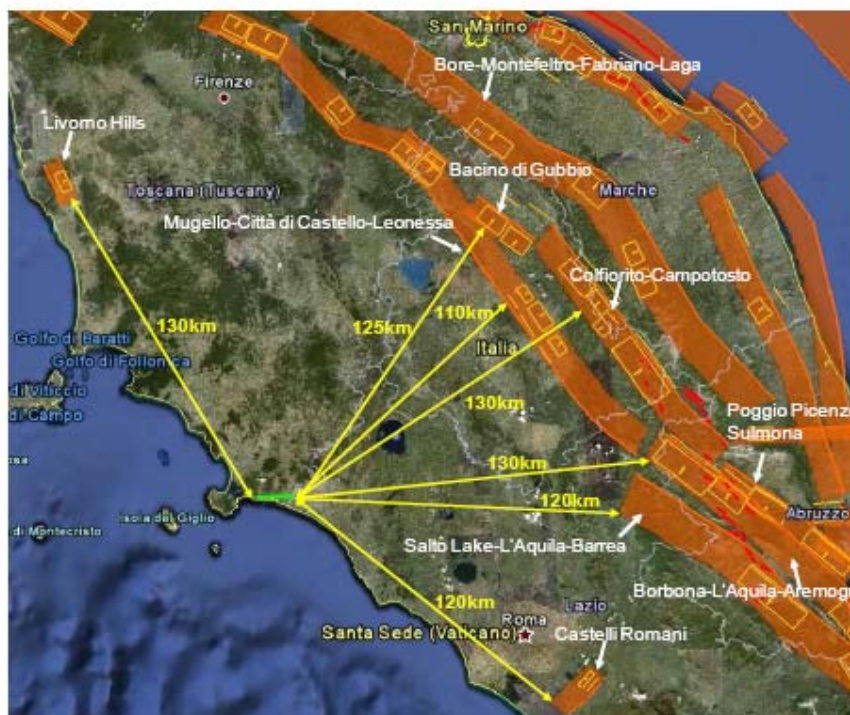 San Marino
Bore-Montefeltro-Fabriano-Laga
Firenze
Livorno Hills
Bacino di Gubbio
Toscana (Tuscany)
Marche
Mugello-Città di Castello-Leonessa
Colfiorito-Campotosto
130km
125km
110km
Golfo di Baratti
Italia
Golfo di Follonica
di Viticcio
130km
di Campo
Poggio Picenze
Sulmona
130km
120km
Isola del Giglio
Abruzzo
di Montecristo
Salto Lake-L'Aquila-Barrea
Borbona-L'Aquila-Aremogn
120km
Lazio
Roma
Santa Sede (Vaticano)
Castelli Romani